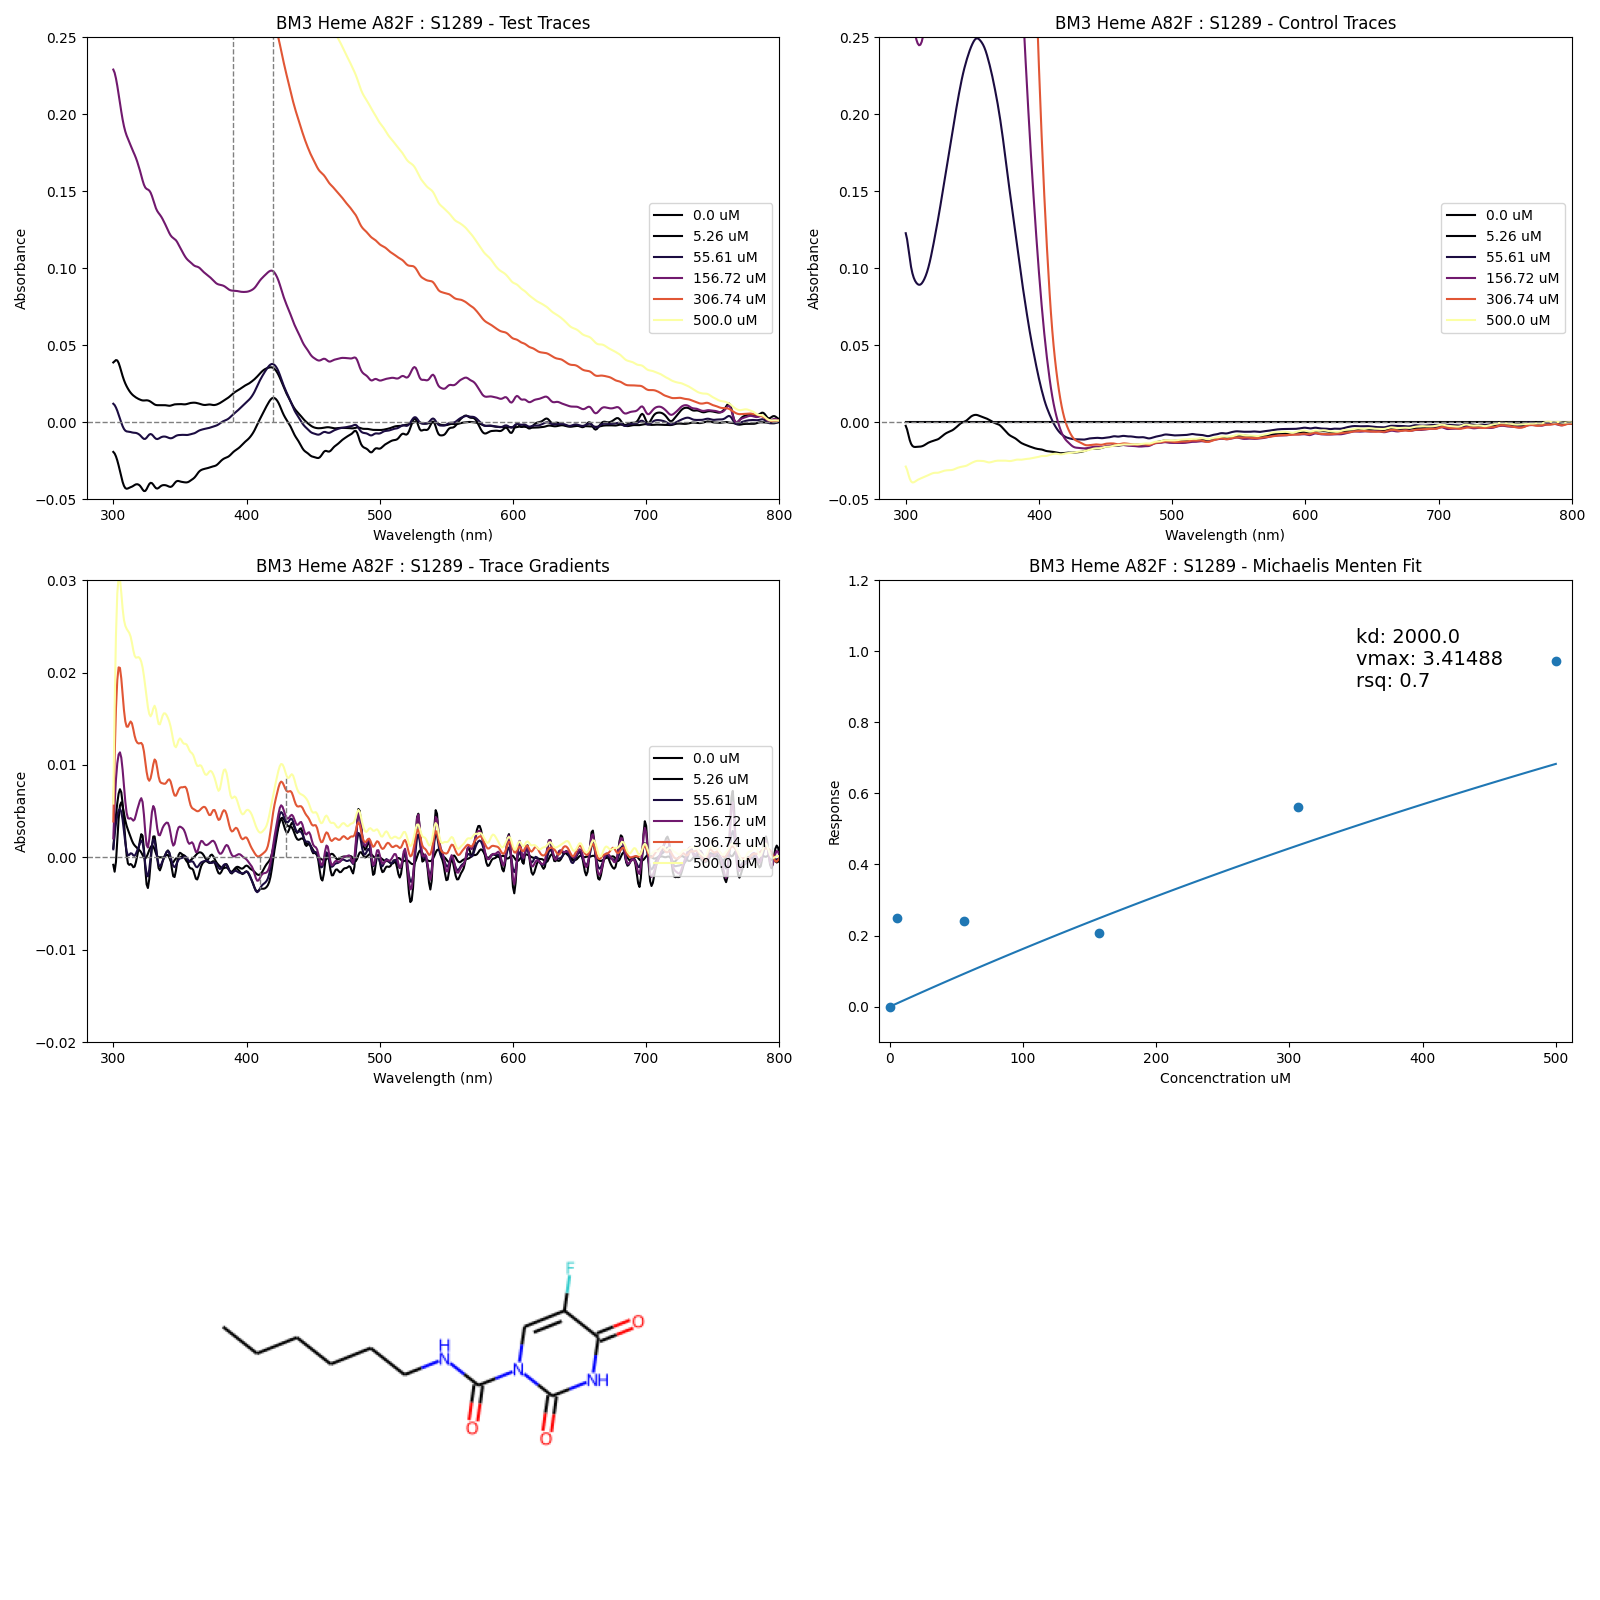 BM3 Heme A82F : S1289 - Test Traces
0.25
0.20
0.15
0.10
0.05
0.00
−0.05
Absorbance
300 400 500 600 700 800
Wavelength (nm)
0.0 uM
5.26 uM
55.61 uM
156.72 uM
306.74 uM
500.0 uM
BM3 Heme A82F : S1289 - Control Traces
0.25
0.20
0.15
0.10
0.05
0.00
−0.05
Absorbance
300 400 500 600 700 800
Wavelength (nm)
0.0 uM
5.26 uM
55.61 uM
156.72 uM
306.74 uM
500.0 uM
BM3 Heme A82F : S1289 - Trace Gradients
0.03
0.02
0.01
0.00
−0.01
−0.02
Absorbance
300 400 500 600 700 800
Wavelength (nm)
0.0 uM
5.26 uM
55.61 uM
156.72 uM
306.74 uM
500.0 uM
BM3 Heme A82F : S1289 - Michaelis Menten Fit
1.2
1.0
0.8
0.6
0.4
0.2
0.0
Response
kd: 2000.0
vmax: 3.41488
rsq: 0.7
0 100 200 300 400 500
Concenctration uM
F
O
H
N
N
NH
O
O